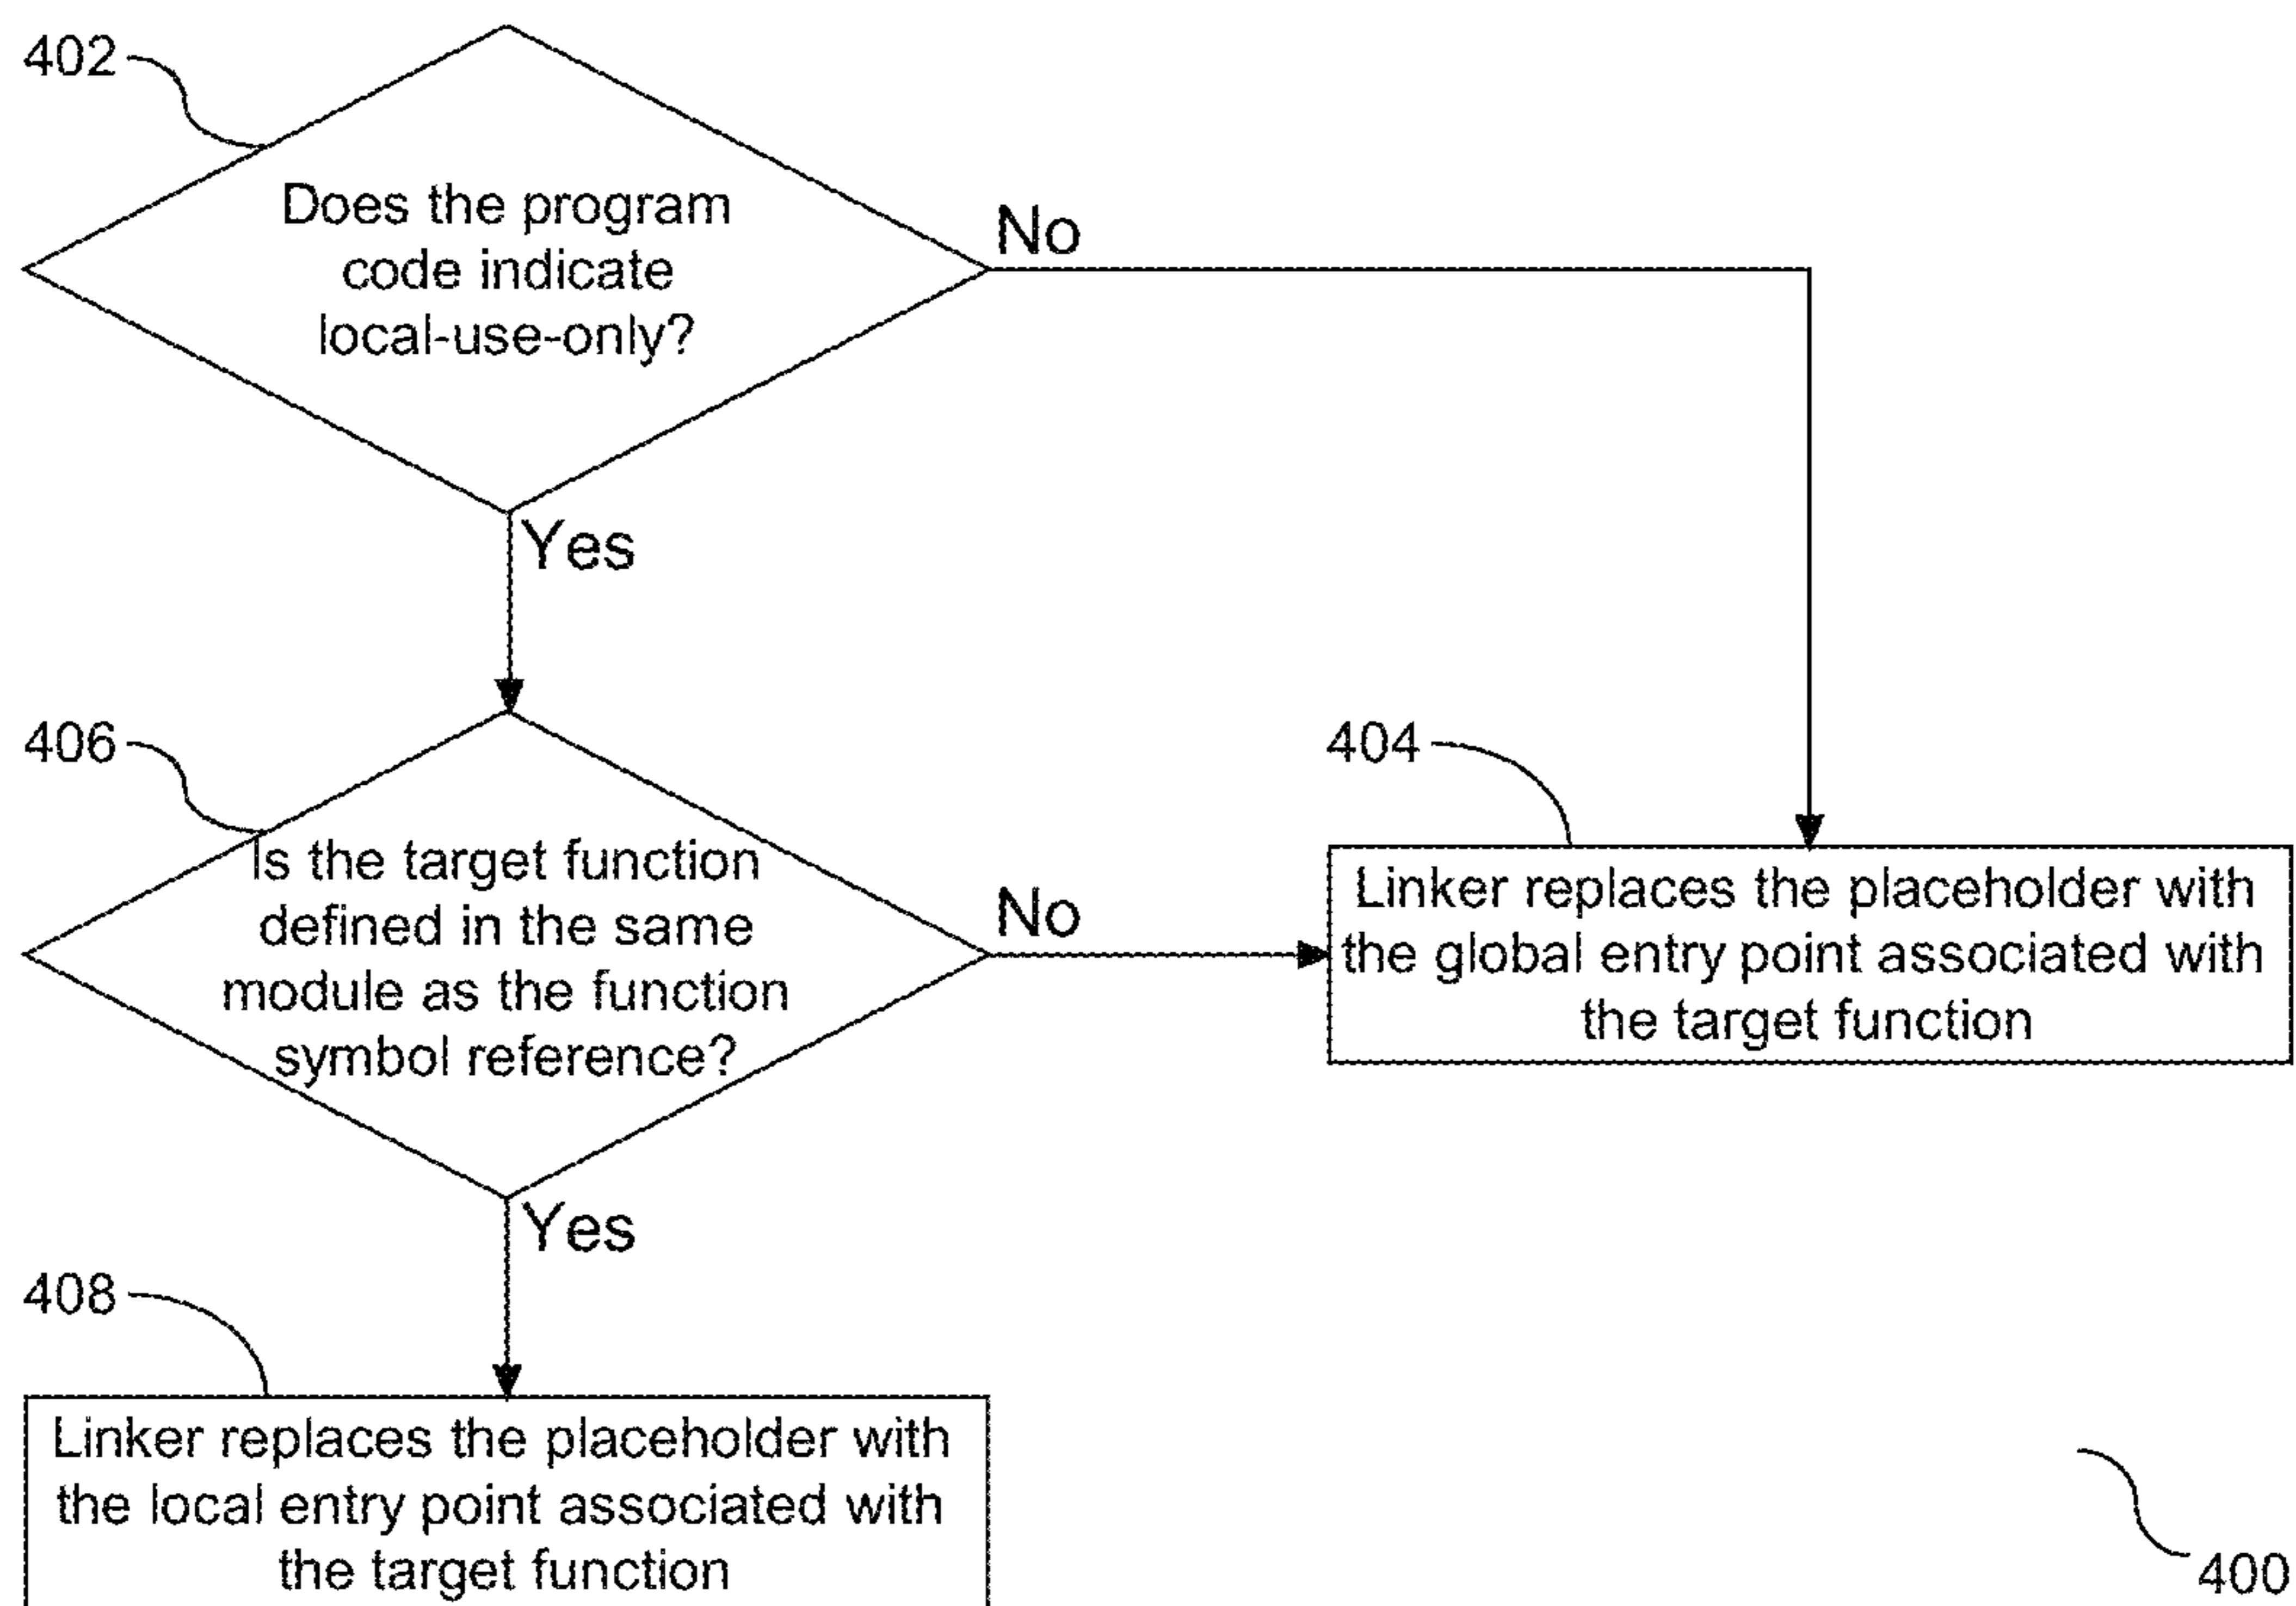 402
Does the program
code indicate
local-use-only?
No
Yes
406
Is the target function
defined in the same
module as the function
symbol reference?
No
404
Linker replaces the placeholder with
the global entry point associated with
the target function
Yes
408
Linker replaces the placeholder with
the local entry point associated with
the target function
400